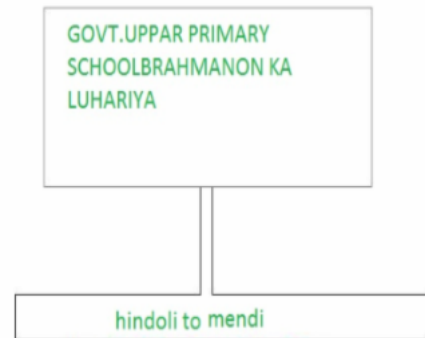 GOVT.UPPAR PRIMARY
SCHOOLBRAHMANON KA
LUHARIYA
hindoli to mendi